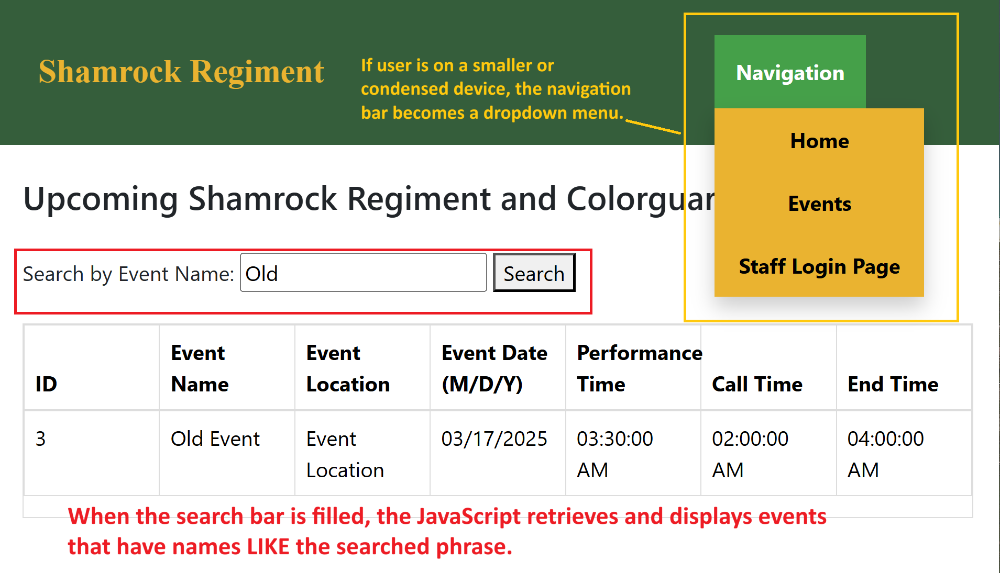 Shamrock Regiment
If user is on a smaller or
condensed device, the navigation
bar becomes a dropdown menu.
Navigation
Home
Events
Staff Login Page
Upcoming Shamrock Regiment and Colorguar
Search by Event Name: Old Search
ID Event Name Event Location Event Date (M/D/Y) Performance Time Call Time End Time
3 Old Event Event Location 03/17/2025 03:30:00 AM 02:00:00 AM 04:00:00 AM
When the search bar is filled, the JavaScript retrieves and displays events
that have names LIKE the searched phrase.